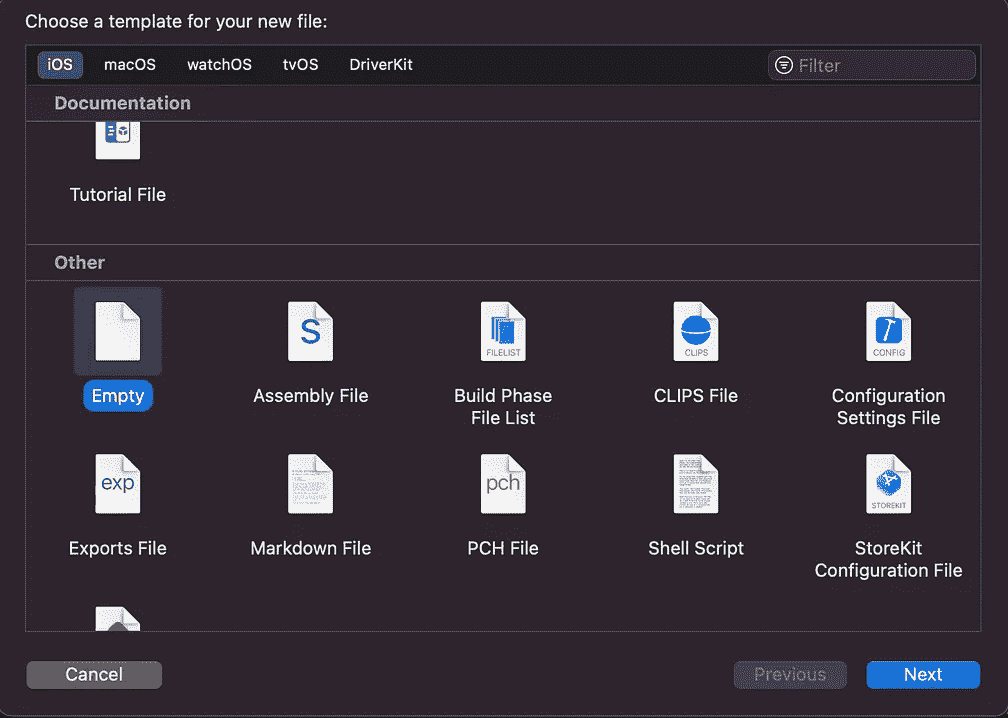 Choose a template for your new file:
iOS macOS watchOS tvOS DriverKit Filter
Documentation
Tutorial File
Other
S FILELIST CLIPS CONFIG
Empty Assembly File Build Phase CLIPS File Configuration
File List Settings File
exp pch STOREKIT
Exports File Markdown File PCH File Shell Script StoreKit
Configuration File
Cancel Previous Next